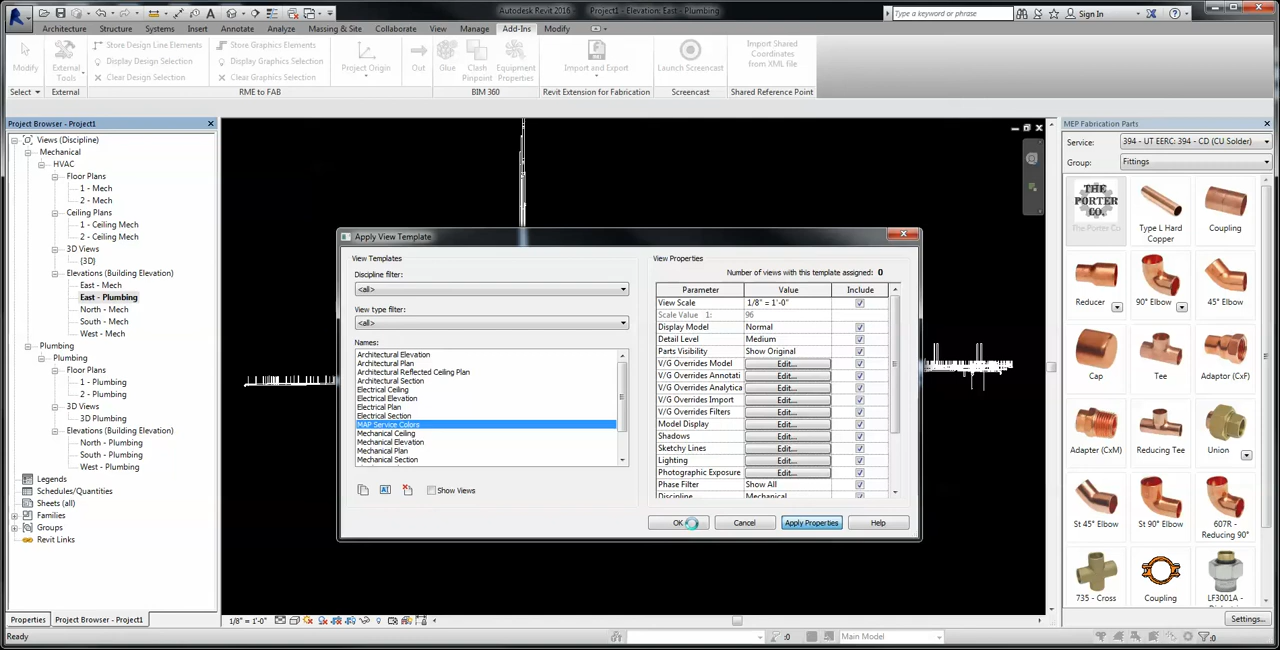 Autodesk Revit 2016 - Project1 - Elevation: East - Plumbing
Type a keyword or phrase
Sign In
Architecture Structure Systems Insert Annotate Analyze Massing & Site Collaborate View Manage Add-Ins Modify
Modify
External Tools
Store Design Line Elements
Display Design Selection
Clear Design Selection
Store Graphics Elements
Display Graphics Selection
Clear Graphics Selection
Project Origin
Out
Glue
Clash Pinpoint
Equipment Properties
Import and Export
Launch Screencast
Import Shared
Coordinates
from XML file
Select External RME to FAB BIM 360 Revit Extension for Fabrication Screencast Shared Reference Point
Project Browser - Project1
Views (Discipline)
Mechanical
HVAC
Floor Plans
1 - Mech
2 - Mech
Ceiling Plans
1 - Ceiling Mech
2 - Ceiling Mech
3D Views
{3D}
Elevations (Building Elevation)
East - Mech
East - Plumbing
North - Mech
South - Mech
West - Mech
Plumbing
Plumbing
Floor Plans
1 - Plumbing
2 - Plumbing
3D Views
3D Plumbing
Elevations (Building Elevation)
North - Plumbing
South - Plumbing
West - Plumbing
Legends
Schedules/Quantities
Sheets (all)
Families
Groups
Revit Links
Properties Project Browser - Project1
Ready
Apply View Template
View Templates
Discipline filter:
<all>
View type filter:
<all>
Names:
Architectural Elevation
Architectural Plan
Architectural Reflected Ceiling Plan
Architectural Section
Electrical Ceiling
Electrical Elevation
Electrical Plan
Electrical Section
MAP Service Colors
Mechanical Ceiling
Mechanical Elevation
Mechanical Plan
Mechanical Section
Show Views
View Properties
Number of views with this template assigned: 0
Parameter Value Include
View Scale 1/8" = 1'-0"
Scale Value 1: 96
Display Model Normal
Detail Level Medium
Parts Visibility Show Original
V/G Overrides Model Edit...
V/G Overrides Annotati Edit...
V/G Overrides Analytica Edit...
V/G Overrides Import Edit...
V/G Overrides Filters Edit...
Model Display Edit...
Shadows Edit...
Sketchy Lines Edit...
Lighting Edit...
Photographic Exposure Edit...
Phase Filter Show All
Discipline Mechanical
OK Cancel Apply Properties Help
MEP Fabrication Parts
Service: 394 - UT EERC: 394 - CD (CU Solder)
Group: Fittings
THE
PORTER
CO.
The Porter Co
Type L Hard Copper
Coupling
Reducer
90° Elbow
45° Elbow
Cap
Tee
Adaptor (CxF)
Adaptor (CxM)
Reducing Tee
Union
St 45° Elbow
St 90° Elbow
607R - Reducing 90°
735 - Cross
Coupling
LF3001A -
Settings...
1/8" = 1'-0"
:0
Main Model
:0